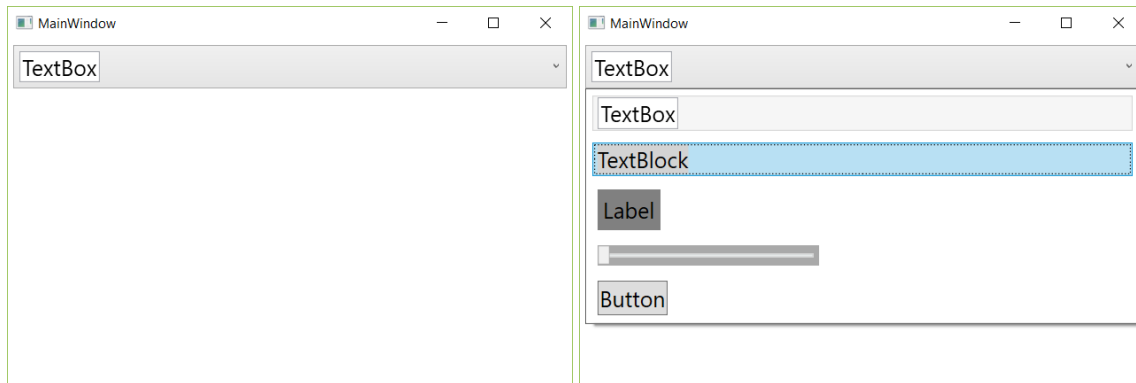 MainWindow
TextBox
MainWindow
TextBox
TextBox
TextBlock
Label
Button